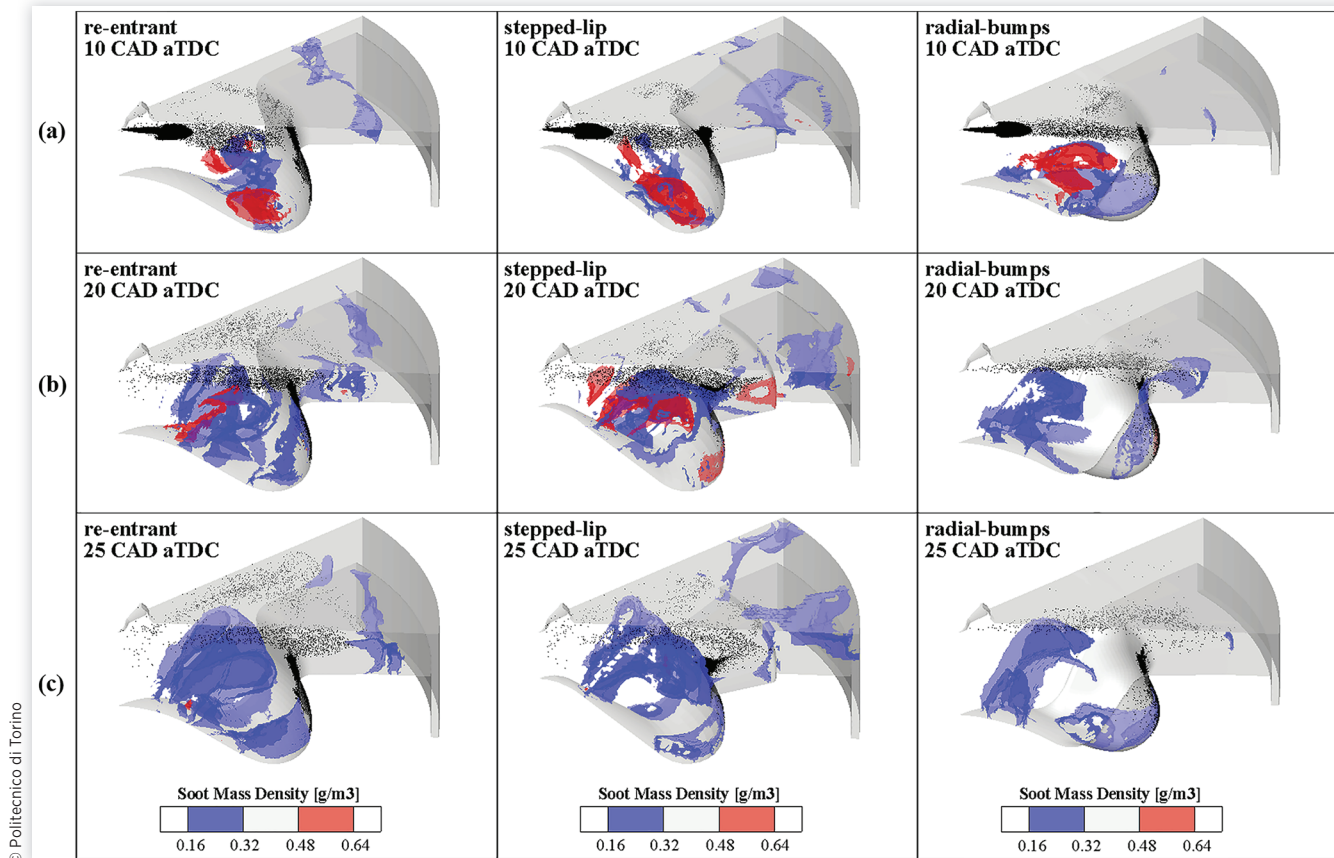 re-entrant
10 CAD aTDC
stepped-lip
10 CAD aTDC
radial-bumps
10 CAD aTDC
(a)
re-entrant
20 CAD aTDC
stepped-lip
20 CAD aTDC
radial-bumps
20 CAD aTDC
(b)
re-entrant
25 CAD aTDC
stepped-lip
25 CAD aTDC
radial-bumps
25 CAD aTDC
(c)
Soot Mass Density [g/m3]
0.16 0.32 0.48 0.64
Soot Mass Density [g/m3]
0.16 0.32 0.48 0.64
Soot Mass Density [g/m3]
0.16 0.32 0.48 0.64
© Politecnico di Torino